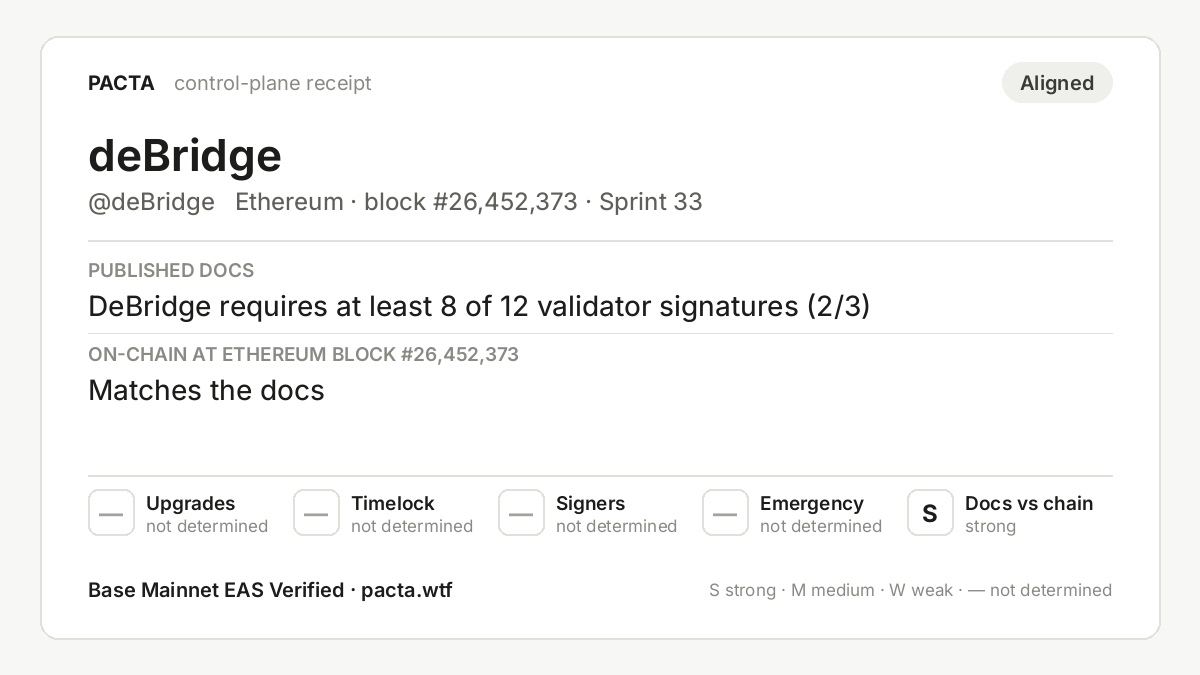 PACTA control-plane receipt Aligned
deBridge
@deBridge Ethereum · block #26,452,373 · Sprint 33
PUBLISHED DOCS
DeBridge requires at least 8 of 12 validator signatures (2/3)
ON-CHAIN AT ETHEREUM BLOCK #26,452,373
Matches the docs
— Upgrades — Timelock — Signers — Emergency S Docs vs chain
not determined not determined not determined not determined strong
Base Mainnet EAS Verified · pacta.wtf S strong · M medium · W weak · — not determined